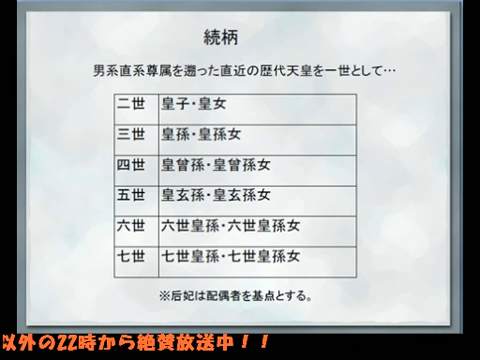 続柄
男系直系尊属を遡った直近の歴代天皇を一世として…
二世 皇子・皇女
三世 皇孫・皇孫女
四世 皇曾孫・皇曾孫女
五世 皇玄孫・皇玄孫女
六世 六世皇孫・六世皇孫女
七世 七世皇孫・七世皇孫女
※后妃は配偶者を基点とする。
以外の22時から絶賛放送中！！